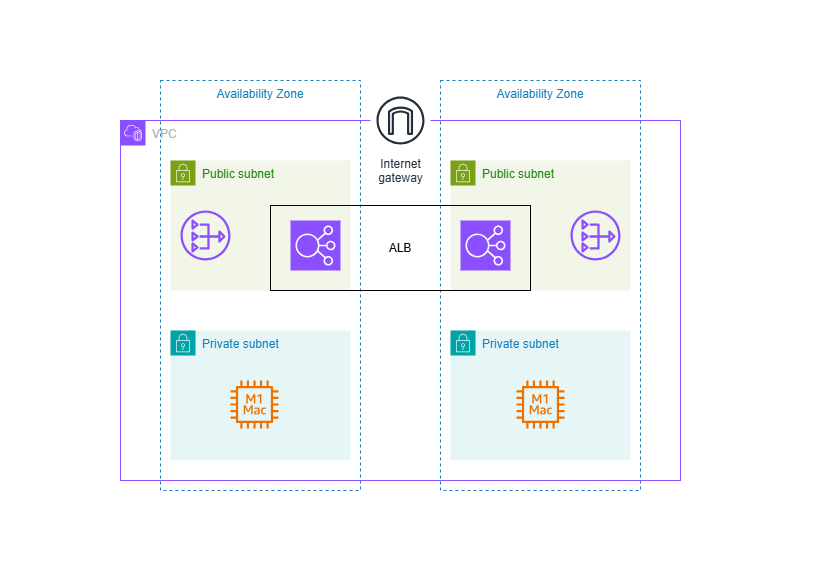 Availability Zone
Availability Zone
VPC
Internet
gateway
Public subnet
Public subnet
ALB
Private subnet
Private subnet
M1
Mac
M1
Mac